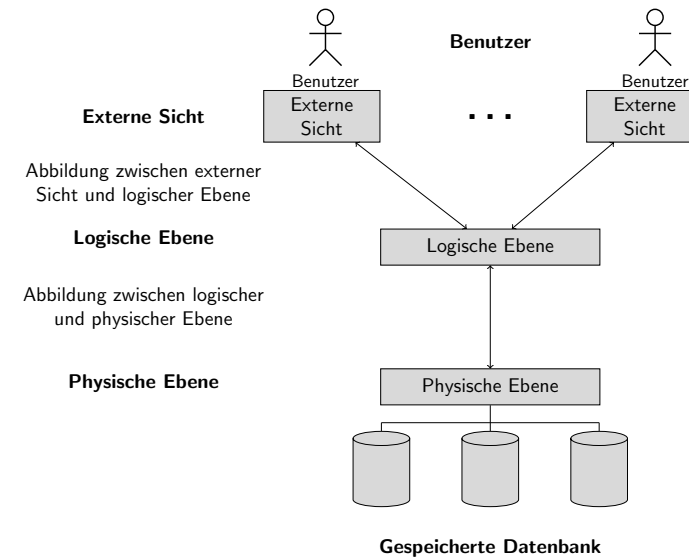 Benutzer
Benutzer
Benutzer
Externe Sicht
Externe
Sicht
. . .
Externe
Sicht
Abbildung zwischen externer
Sicht und logischer Ebene
Logische Ebene
Logische Ebene
Abbildung zwischen logischer
und physischer Ebene
Physische Ebene
Physische Ebene
Gespeicherte Datenbank